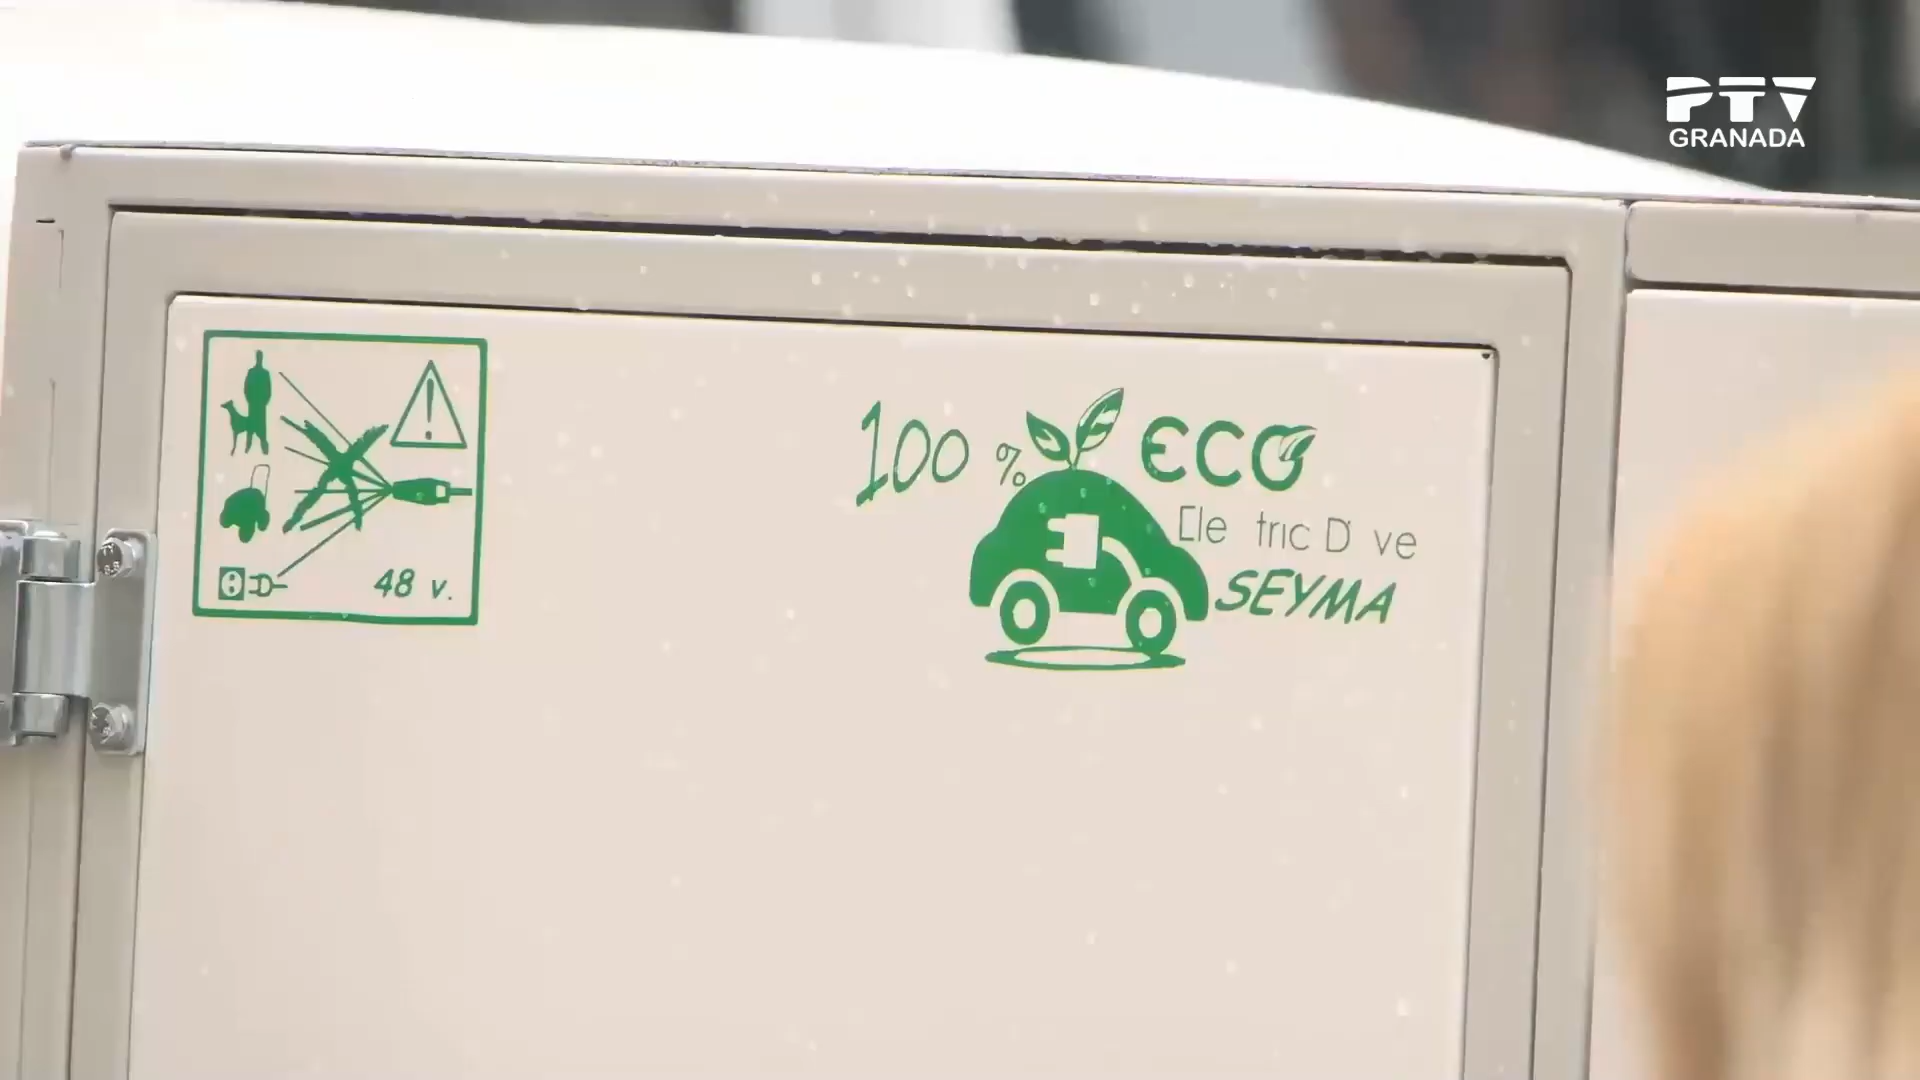 PTV
GRANADA
100 % ECO
Ele tric D ve
SEYMA
48 v.